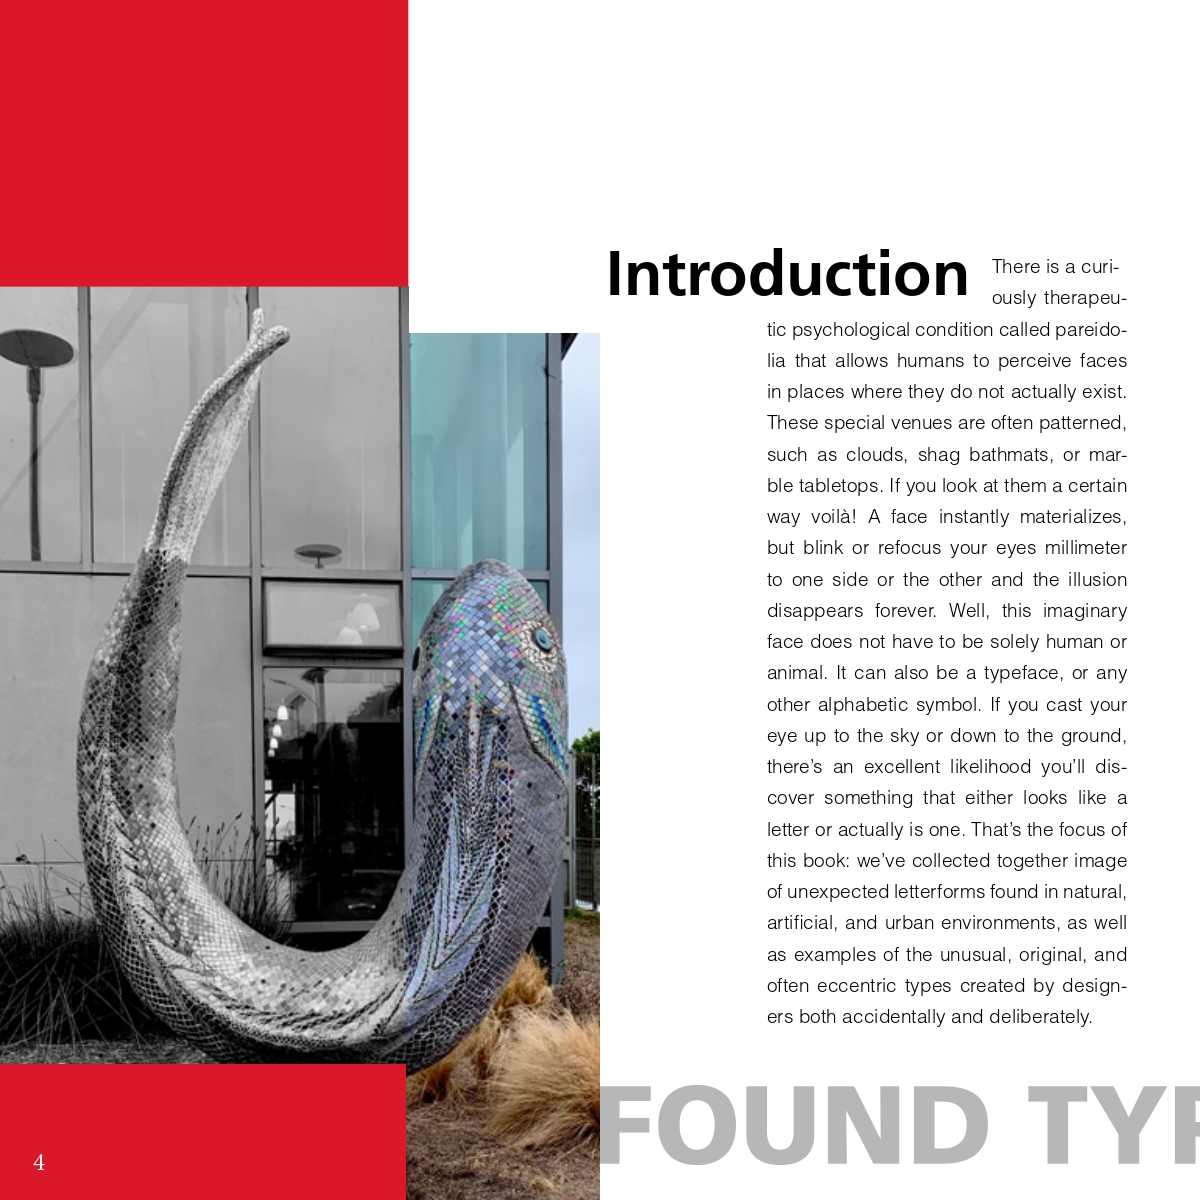 Introduction
There is a curi-
ously therapeu-
tic psychological condition called pareido-
lia that allows humans to perceive faces
in places where they do not actually exist.
These special venues are often patterned,
such as clouds, shag bathmats, or mar-
ble tabletops. If you look at them a certain
way voilà! A face instantly materializes,
but blink or refocus your eyes millimeter
to one side or the other and the illusion
disappears forever. Well, this imaginary
face does not have to be solely human or
animal. It can also be a typeface, or any
other alphabetic symbol. If you cast your
eye up to the sky or down to the ground,
there’s an excellent likelihood you’ll dis-
cover something that either looks like a
letter or actually is one. That’s the focus of
this book: we’ve collected together image
of unexpected letterforms found in natural,
artificial, and urban environments, as well
as examples of the unusual, original, and
often eccentric types created by design-
ers both accidentally and deliberately.
FOUND TYP
4